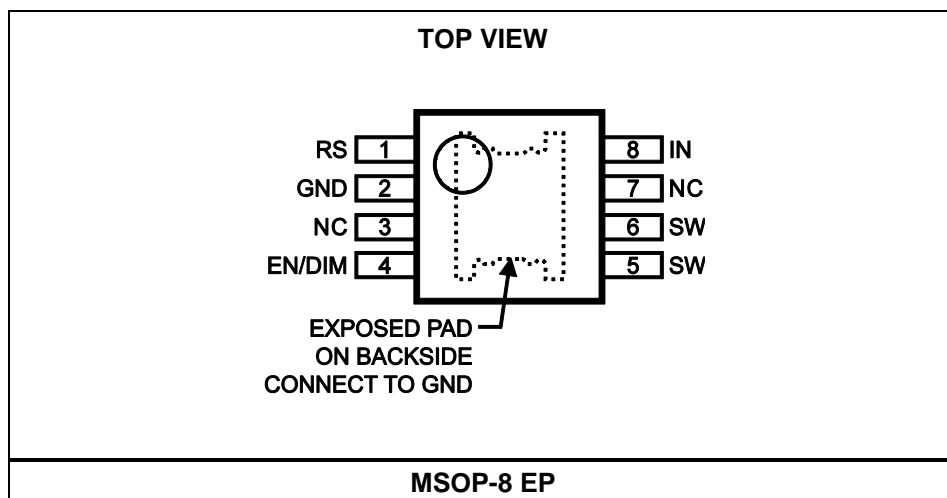 TOP VIEW
RS 1
GND 2
NC 3
EN/DIM 4
8 IN
7 NC
6 SW
5 SW
EXPOSED PAD
ON BACKSIDE
CONNECT TO GND
MSOP-8 EP